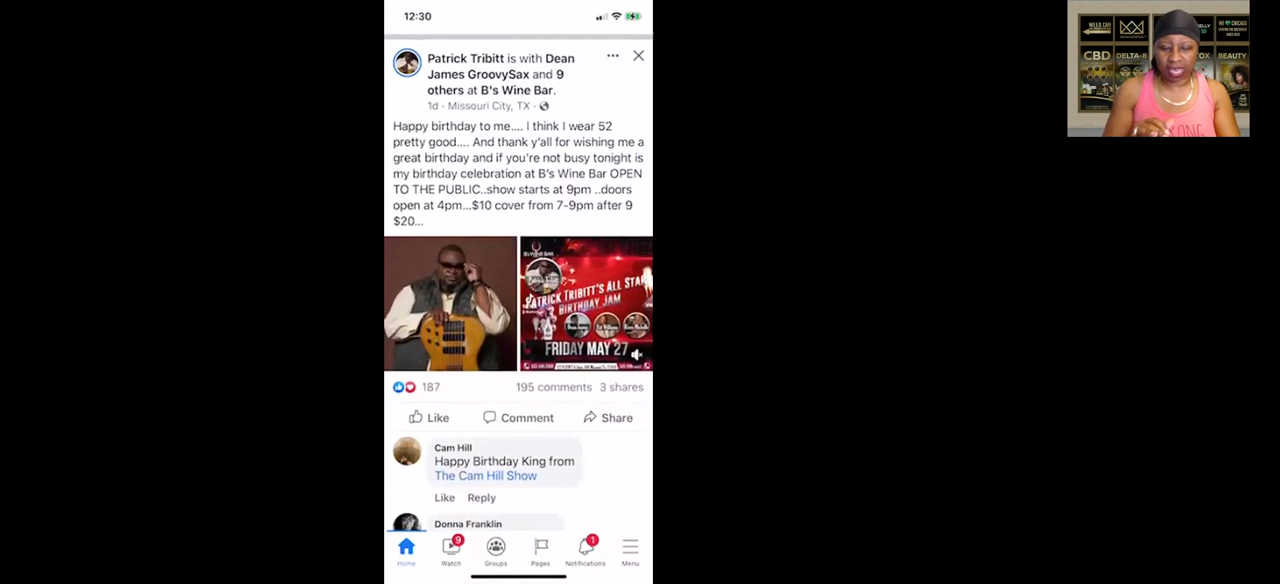 12:30
Patrick Tribitt is with Dean
James GroovySax and 9
others at B's Wine Bar.
1d · Missouri City, TX ·
Happy birthday to me.... I think I wear 52
pretty good.... And thank y'all for wishing me a
great birthday and if you're not busy tonight is
my birthday celebration at B's Wine Bar OPEN
TO THE PUBLIC..show starts at 9pm ..doors
open at 4pm...$10 cover from 7-9pm after 9
$20...
PATRICK TRIBITT'S ALL STAR
BIRTHDAY JAM
FRIDAY MAY 27
187
195 comments 3 shares
Like
Comment
Share
Cam Hill
Happy Birthday King from
The Cam Hill Show
Like Reply
Donna Franklin
9
1
Home
Watch
Groups
Pages
Notifications
Menu
CBD
DELTA-8
BEAUTY